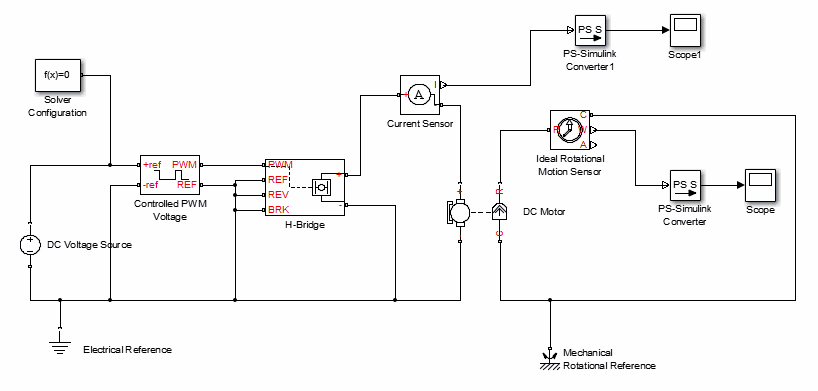 PS S
PS-Simulink
Converter1
Scope1
f(x)=0
Solver
Configuration
+
A
I
Current Sensor
C
R
W
A
Ideal Rotational
Motion Sensor
+ref
PWM
-ref
REF
Controlled PWM
Voltage
PWM
REF
REV
BRK
+
-
H-Bridge
PS S
PS-Simulink
Converter
Scope
+
-
R
C
DC Motor
DC Voltage Source
Electrical Reference
Mechanical
Rotational Reference